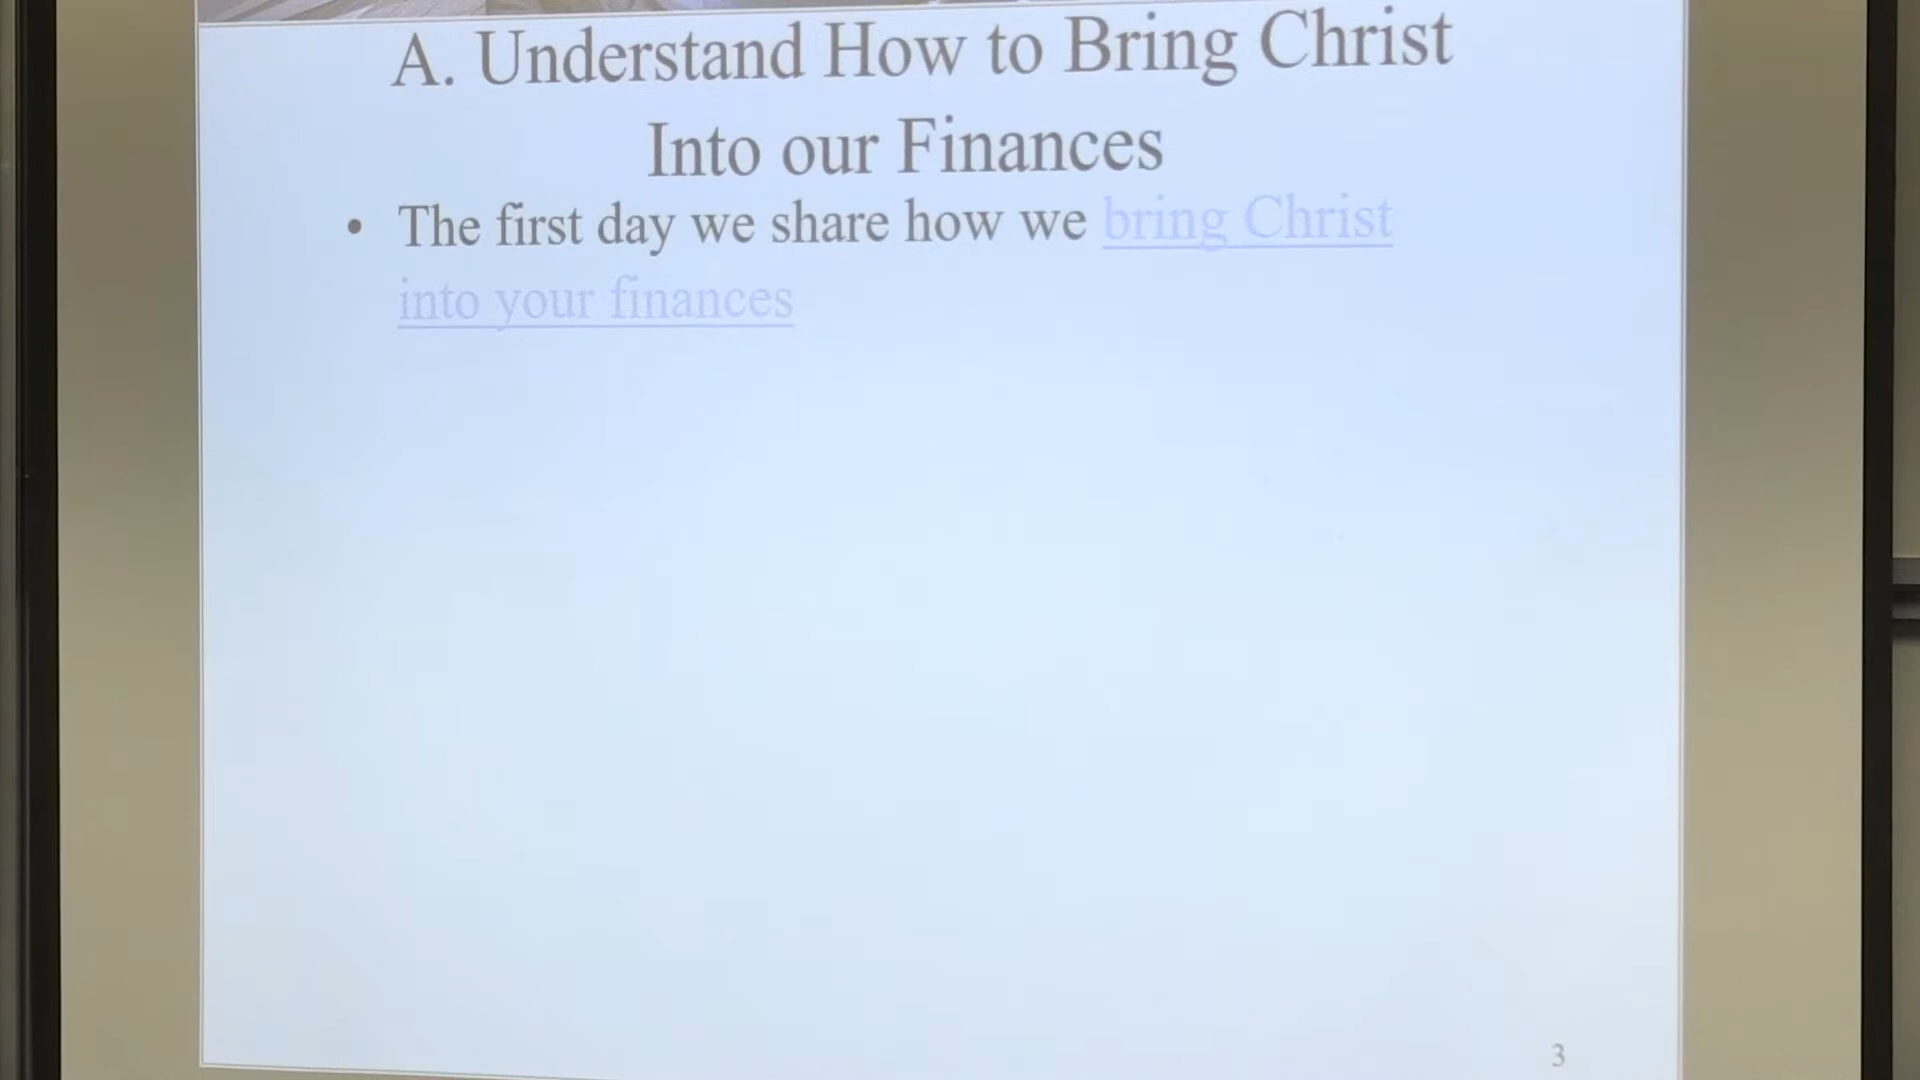 A. Understand How to Bring Christ
Into our Finances
• The first day we share how we bring Christ
into your finances
3